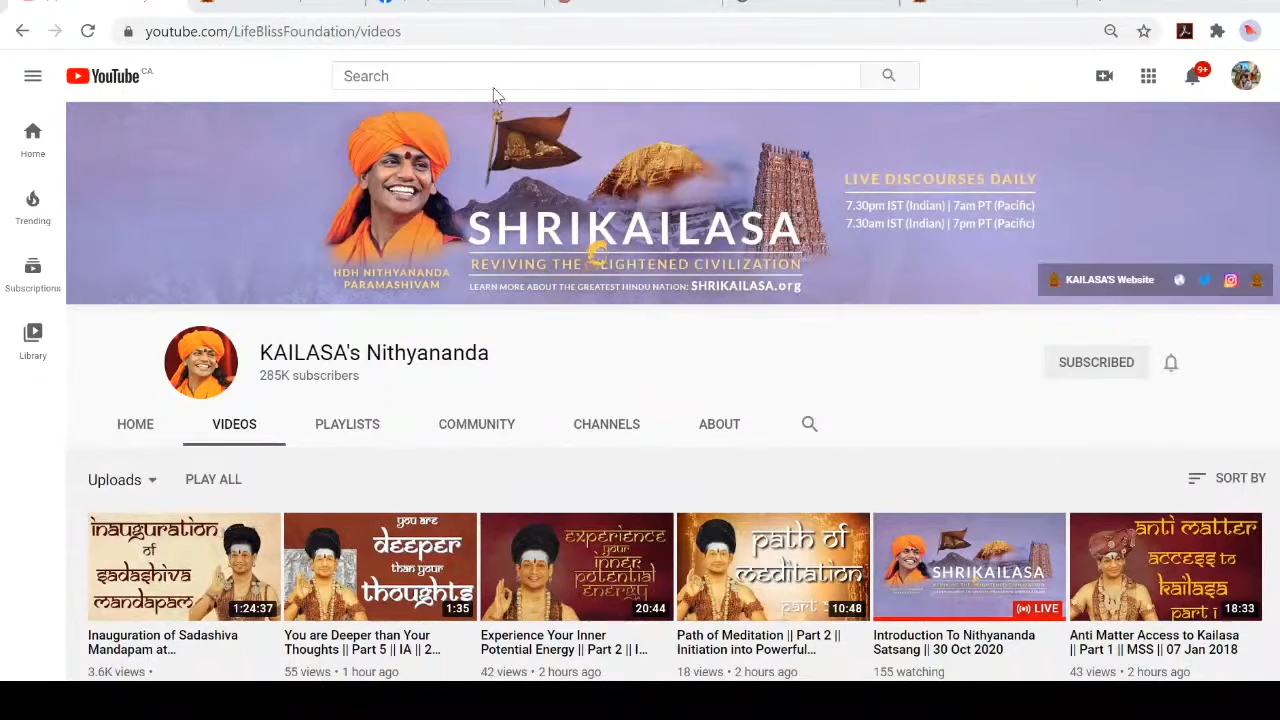 youtube.com/LifeBlissFoundation/videos
YouTube CA
Search
9+
Home
Trending
Subscriptions
Library
HDH NITHYANANDA
PARAMASHIVAM
SHRIKAILASA
REVIVING THE ENLIGHTENED CIVILIZATION
LEARN MORE ABOUT THE GREATEST HINDU NATION: SHRIKAILASA.org
LIVE DISCOURSES DAILY
7.30pm IST (Indian) | 7am PT (Pacific)
7.30am IST (Indian) | 7pm PT (Pacific)
KAILASA'S Website
KAILASA's Nithyananda
285K subscribers
SUBSCRIBED
HOME VIDEOS PLAYLISTS COMMUNITY CHANNELS ABOUT
Uploads PLAY ALL SORT BY
inauguration
of
sadashiva
mandapam
1:24:37
Inauguration of Sadashiva
Mandapam at...
3.6K views •
you are
deeper
than your
thoughts
1:35
You are Deeper than Your
Thoughts || Part 5 || IA || 2...
55 views • 1 hour ago
experience
your
inner
potential
energy
20:44
Experience Your Inner
Potential Energy || Part 2 || I...
42 views • 2 hours ago
path of
meditation
part
10:48
Path of Meditation || Part 2 ||
Initiation into Powerful...
18 views • 2 hours ago
SHRIKAILASA
LIVE
Introduction To Nithyananda
Satsang || 30 Oct 2020
155 watching
anti matter
access to
kailasa
part 1
18:33
Anti Matter Access to Kailasa
|| Part 1 || MSS || 07 Jan 2018
43 views • 2 hours ago